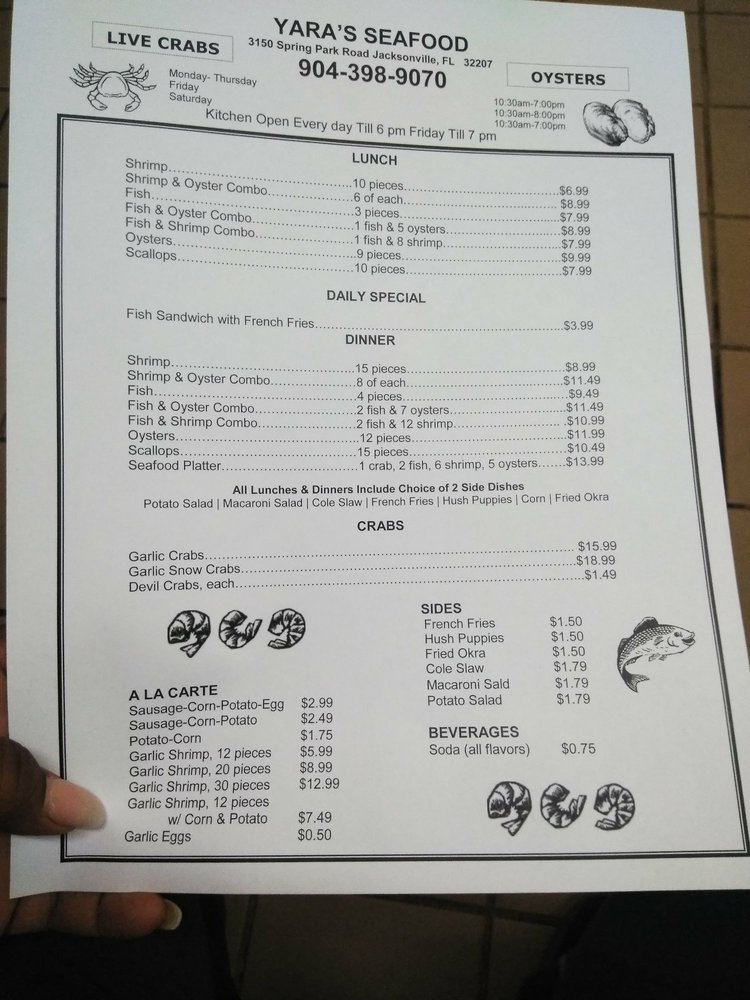 YARA'S SEAFOOD
LIVE CRABS
3150 Spring Park Road Jacksonville, FL 32207
904-398-9070
OYSTERS
Monday- Thursday 10:30am-7:00pm
Friday 10:30am-8:00pm
Saturday 10:30am-7:00pm
Kitchen Open Every day Till 6 pm Friday Till 7 pm
LUNCH
Shrimp....................10 pieces....................$6.99
Shrimp & Oyster Combo....................6 of each....................$8.99
Fish....................3 pieces....................$7.99
Fish & Oyster Combo....................1 fish & 5 oysters....................$8.99
Fish & Shrimp Combo....................1 fish & 8 shrimp....................$7.99
Oysters....................9 pieces....................$9.99
Scallops....................10 pieces....................$7.99
DAILY SPECIAL
Fish Sandwich with French Fries....................$3.99
DINNER
Shrimp....................15 pieces....................$8.99
Shrimp & Oyster Combo....................8 of each....................$11.49
Fish....................4 pieces....................$9.49
Fish & Oyster Combo....................2 fish & 7 oysters....................$11.49
Fish & Shrimp Combo....................2 fish & 12 shrimp....................$10.99
Oysters....................12 pieces....................$11.99
Scallops....................15 pieces....................$10.49
Seafood Platter....................1 crab, 2 fish, 6 shrimp, 5 oysters.......$13.99
All Lunches & Dinners Include Choice of 2 Side Dishes
Potato Salad | Macaroni Salad | Cole Slaw | French Fries | Hush Puppies | Corn | Fried Okra
CRABS
Garlic Crabs....................$15.99
Garlic Snow Crabs....................$18.99
Devil Crabs, each....................$1.49
SIDES
French Fries $1.50
Hush Puppies $1.50
Fried Okra $1.50
Cole Slaw $1.79
Macaroni Sald $1.79
Potato Salad $1.79
A LA CARTE
Sausage-Corn-Potato-Egg $2.99
Sausage-Corn-Potato $2.49
Potato-Corn $1.75
Garlic Shrimp, 12 pieces $5.99
Garlic Shrimp, 20 pieces $8.99
Garlic Shrimp, 30 pieces $12.99
Garlic Shrimp, 12 pieces
w/ Corn & Potato $7.49
Garlic Eggs $0.50
BEVERAGES
Soda (all flavors) $0.75